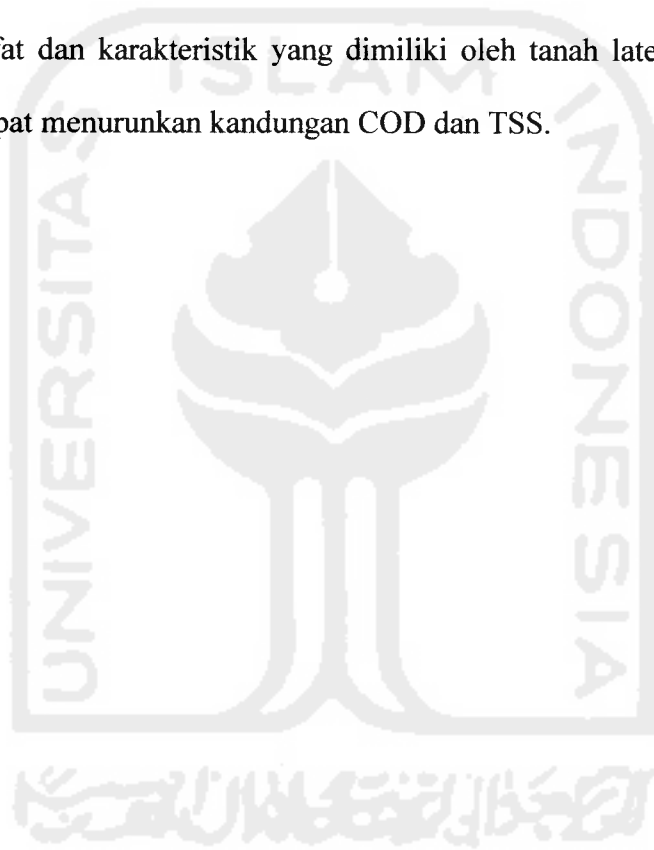 fat dan karakteristik yang dimiliki oleh tanah late
pat menurunkan kandungan COD dan TSS.
ISLAM
UNIVERSITAS
INDONESIA